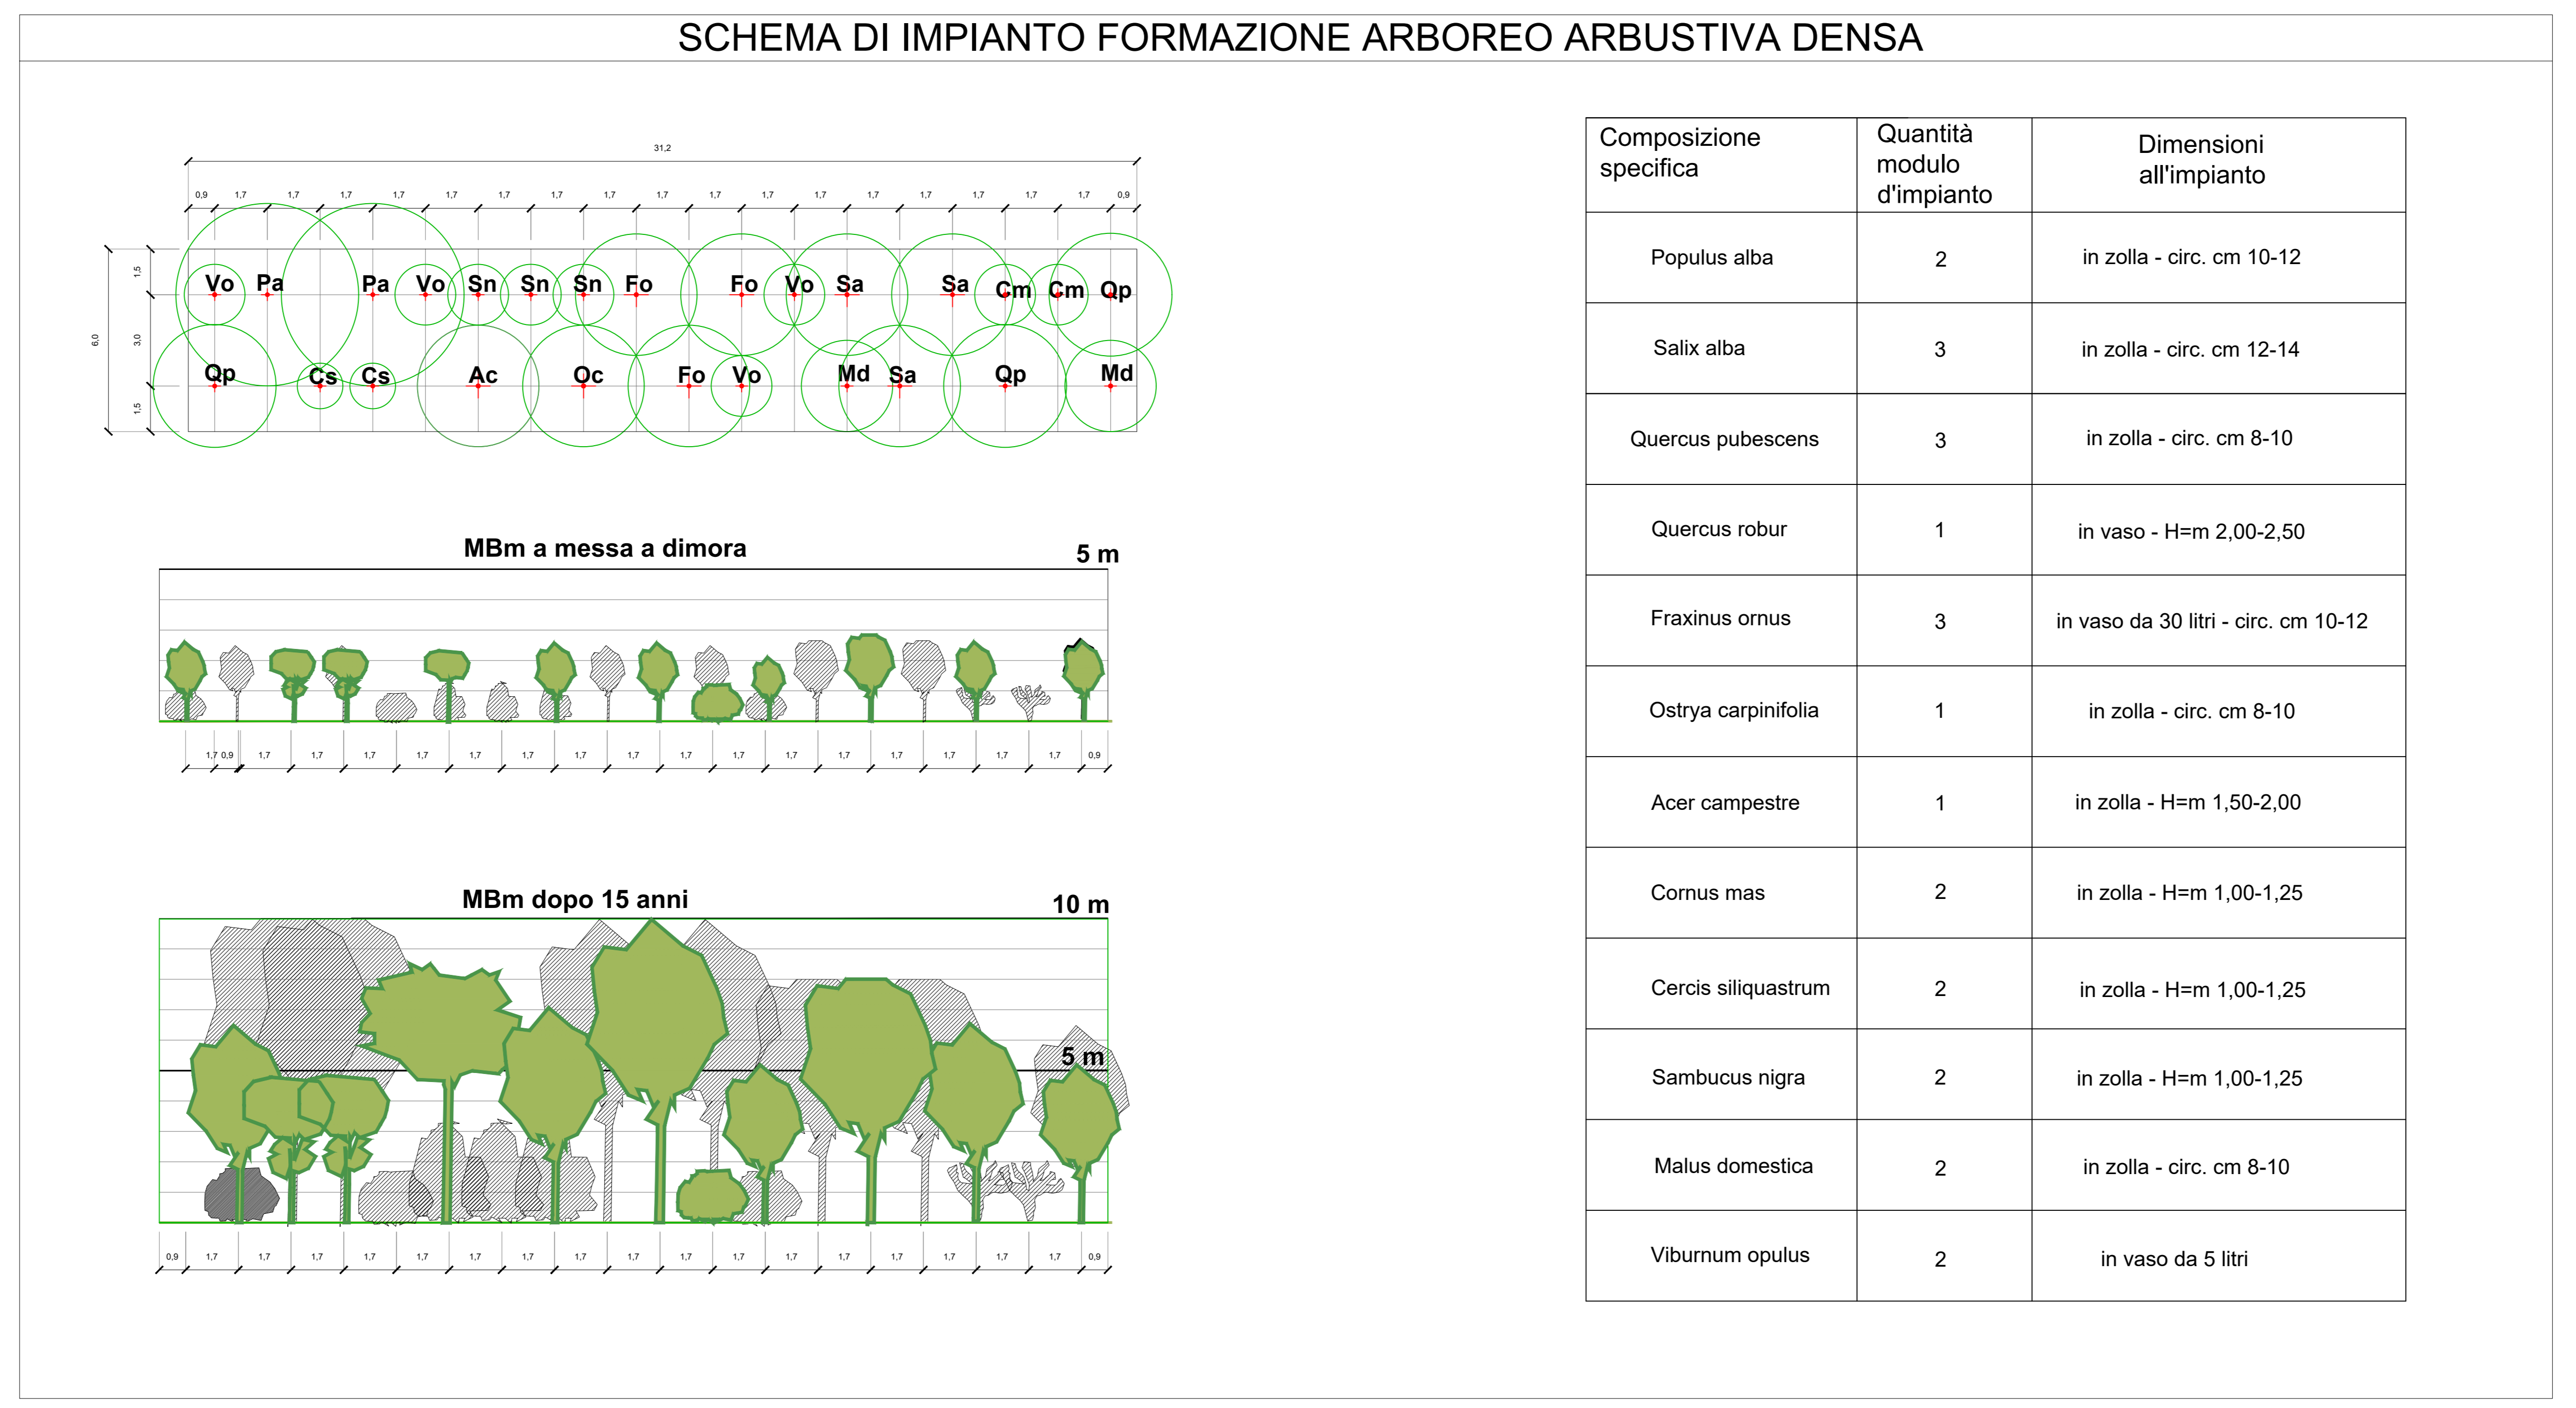 SCHEMA DI IMPIANTO FORMAZIONE ARBOREO ARBUSTIVA DENSA
31,2
0,9 1,7 1,7 1,7 1,7 1,7 1,7 1,7 1,7 1,7 1,7 1,7 1,7 1,7 1,7 1,7 1,7 1,7 0,9
6,0
1,5
3,0
1,5
Vo Pa Pa Vo Sn Sn Sn Fo Fo Vo Sa Sa Cm Cm Qp
Qp Cs Cs Ac Oc Fo Vo Md Sa Qp Md
MBm a messa a dimora
5 m
1,7 0,9 1,7 1,7 1,7 1,7 1,7 1,7 1,7 1,7 1,7 1,7 1,7 1,7 1,7 1,7 1,7 0,9
MBm dopo 15 anni
10 m
5 m
0,9 1,7 1,7 1,7 1,7 1,7 1,7 1,7 1,7 1,7 1,7 1,7 1,7 1,7 1,7 1,7 1,7 1,7 0,9
Composizione
specifica
Quantità
modulo
d'impianto
Dimensioni
all'impianto
Populus alba 2 in zolla - circ. cm 10-12
Salix alba 3 in zolla - circ. cm 12-14
Quercus pubescens 3 in zolla - circ. cm 8-10
Quercus robur 1 in vaso - H=m 2,00-2,50
Fraxinus ornus 3 in vaso da 30 litri - circ. cm 10-12
Ostrya carpinifolia 1 in zolla - circ. cm 8-10
Acer campestre 1 in zolla - H=m 1,50-2,00
Cornus mas 2 in zolla - H=m 1,00-1,25
Cercis siliquastrum 2 in zolla - H=m 1,00-1,25
Sambucus nigra 2 in zolla - H=m 1,00-1,25
Malus domestica 2 in zolla - circ. cm 8-10
Viburnum opulus 2 in vaso da 5 litri